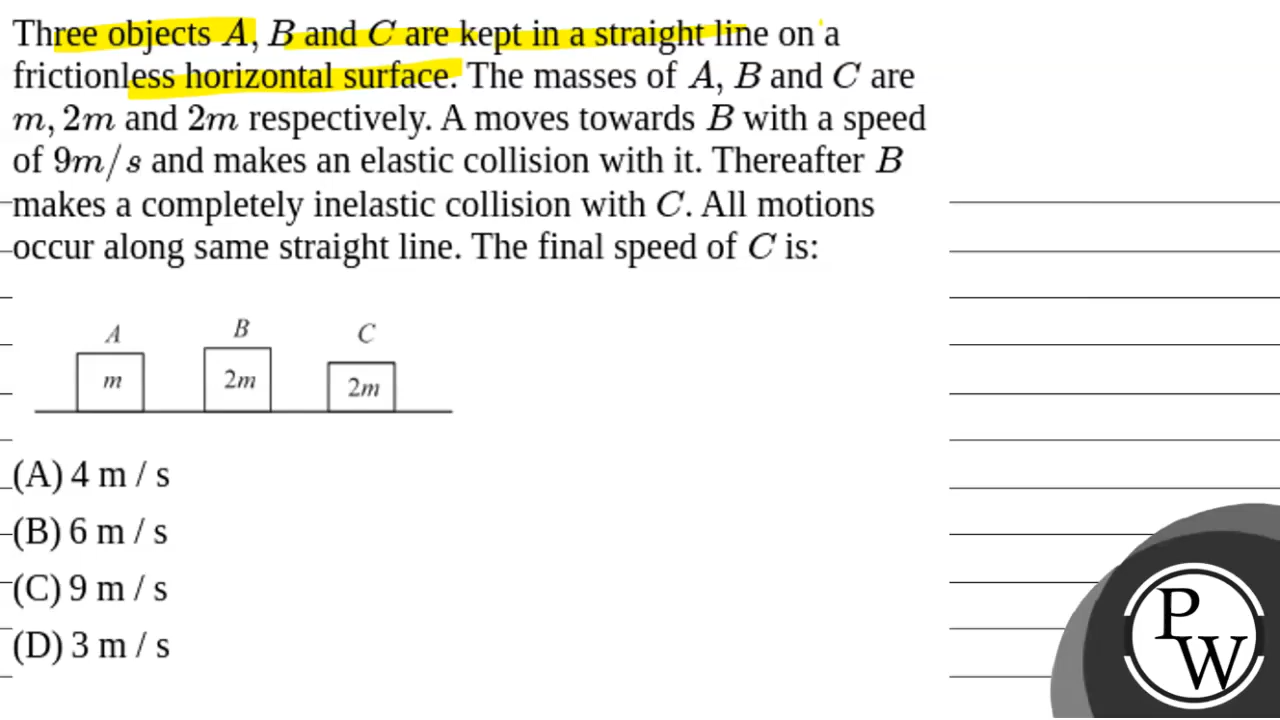 Three objects A, B and C are kept in a straight line on a
frictionless horizontal surface. The masses of A, B and C are
m, 2m and 2m respectively. A moves towards B with a speed
of 9m/s and makes an elastic collision with it. Thereafter B
makes a completely inelastic collision with C. All motions
occur along same straight line. The final speed of C is:
A B C
m 2m 2m
(A) 4 m / s
(B) 6 m / s
(C) 9 m / s
(D) 3 m / s
P
W